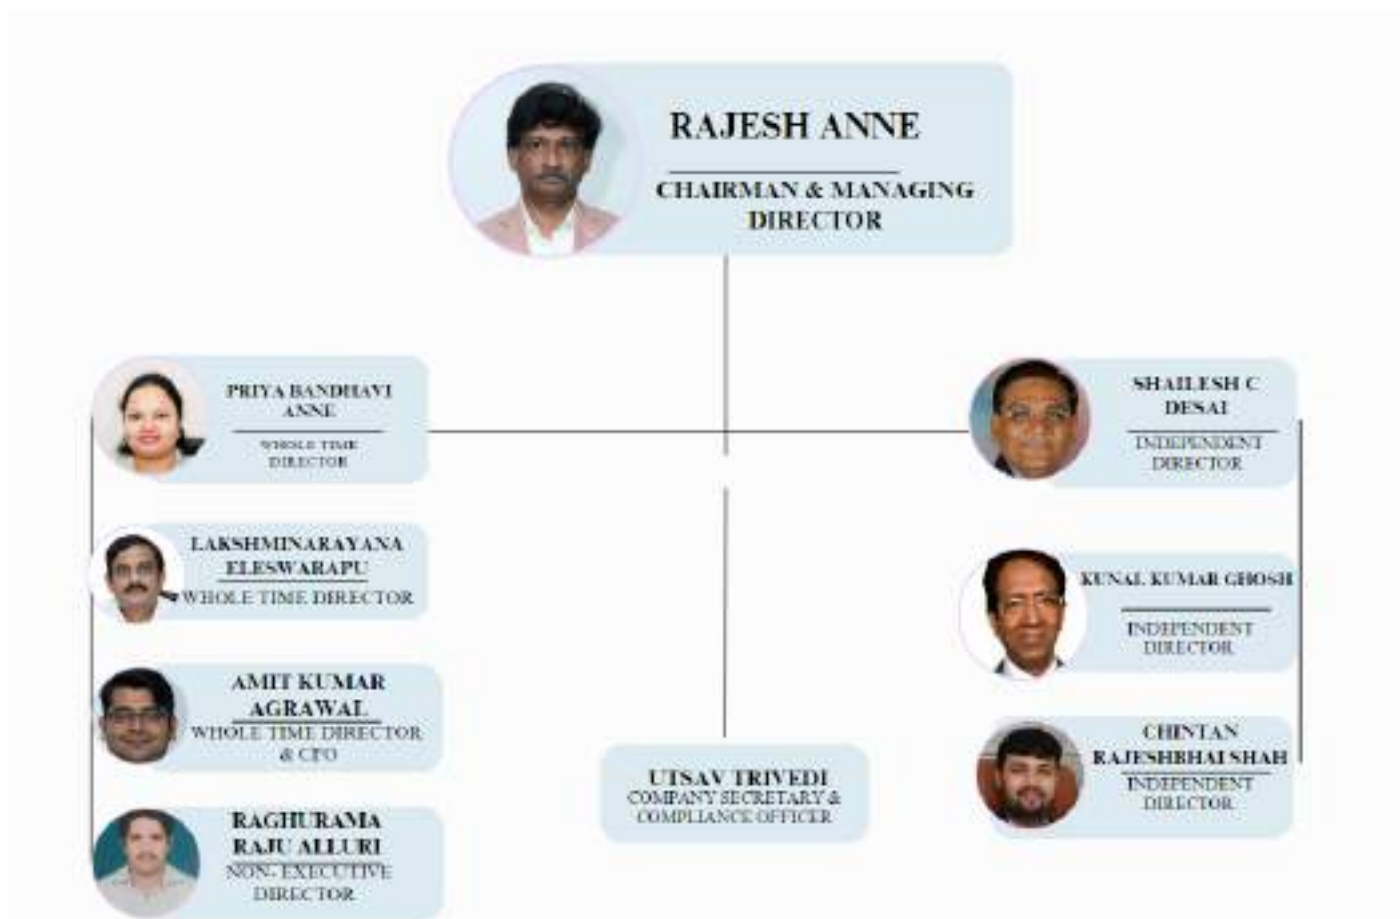 RAJESH ANNE
CHAIRMAN & MANAGING
DIRECTOR
PRIYA BANDHAVI
ANNE
WHOLE TIME
DIRECTOR
LAKSHMINARAYANA
ELESWARAPU
WHOLE TIME DIRECTOR
AMIT KUMAR
AGRAWAL
WHOLE TIME DIRECTOR
& CFO
RAGHURAMA
RAJU ALLURI
NON- EXECUTIVE
DIRECTOR
UTSAV TRIVEDI
COMPANY SECRETARY &
COMPLIANCE OFFICER
SHAILESH C
DESAI
INDEPENDENT
DIRECTOR
KUNAL KUMAR GHOSH
INDEPENDENT
DIRECTOR
CHINTAN
RAJESHBHAI SHAH
INDEPENDENT
DIRECTOR